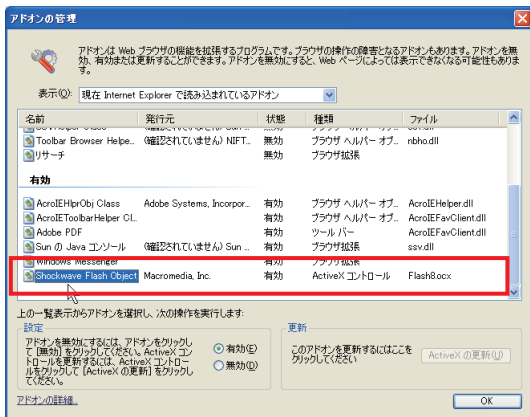 アドオンの管理
アドオンは Web ブラウザの機能を拡張するプログラムです。ブラウザの操作の障害となるアドオンもあります。アドオンを無
効、有効または更新することができます。アドオンを無効にすると、Web ページによっては表示できなくなる可能性もありま
す。
表示(O): 現在 Internet Explorer で読み込まれているアドオン
名前 発行元 状態 種類 ファイル
Toolbar Browser Helpe... (確認されていません) NIFT... 無効 ブラウザ ヘルパー オブ... nbho.dll
リサーチ 無効 ブラウザ拡張
有効
AcroIEHlprObj Class Adobe Systems, Incorpor... 有効 ブラウザ ヘルパー オブ... AcroIEHelper.dll
AcroIEToolbarHelper Cl... 有効 ブラウザ ヘルパー オブ... AcroIEFavClient.dll
Adobe PDF 有効 ツール バー AcroIEFavClient.dll
Sun の Java コンソール (確認されていません) Sun ... 有効 ブラウザ拡張 ssv.dll
Windows Messenger 有効 ブラウザ拡張
Shockwave Flash Object Macromedia, Inc. 有効 ActiveX コントロール Flash8.ocx
上の一覧表示からアドオンを選択し、次の操作を実行します:
設定
アドオンを無効にするには、アドオンをクリックし
て [無効] をクリックしてください。ActiveX コン
トロールを更新するには、ActiveX コントロー
ルをクリックして [ActiveX の更新] をクリックし
てください。
有効(E)
無効(D)
更新
このアドオンを更新するにはここを
クリックしてください
ActiveX の更新(U)
アドオンの詳細...
OK